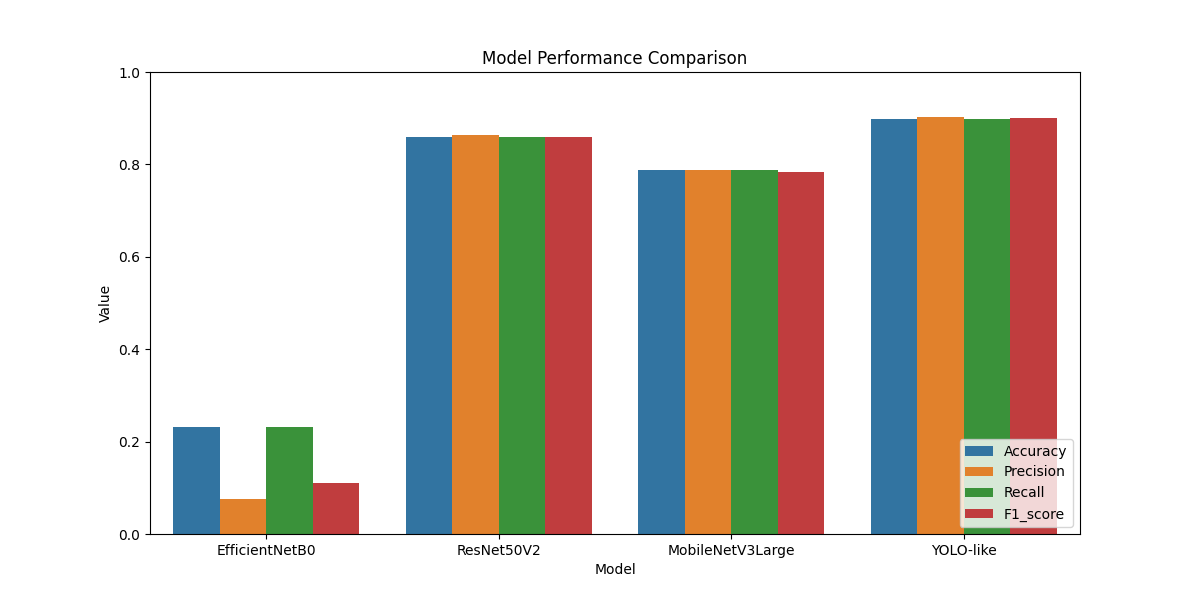 Model Performance Comparison
1.0
0.8
0.6
0.4
0.2
0.0
Value
EfficientNetB0
ResNet50V2
MobileNetV3Large
YOLO-like
Model
Accuracy
Precision
Recall
F1_score